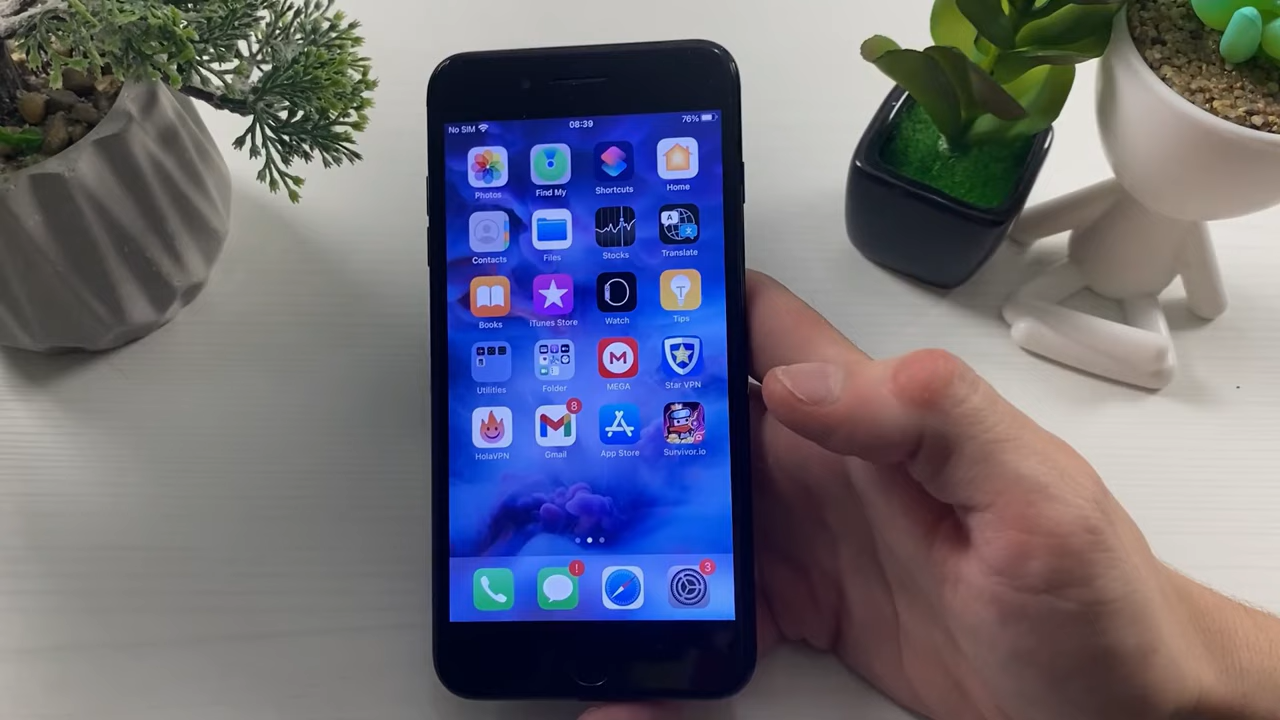 No SIM 08:39 76%
Photos Find My Shortcuts Home
Contacts Files Stocks Translate
A
Books iTunes Store Watch Tips
T
Utilities Folder MEGA Star VPN
M
8
HolaVPN Gmail App Store Survivor.io
! 3